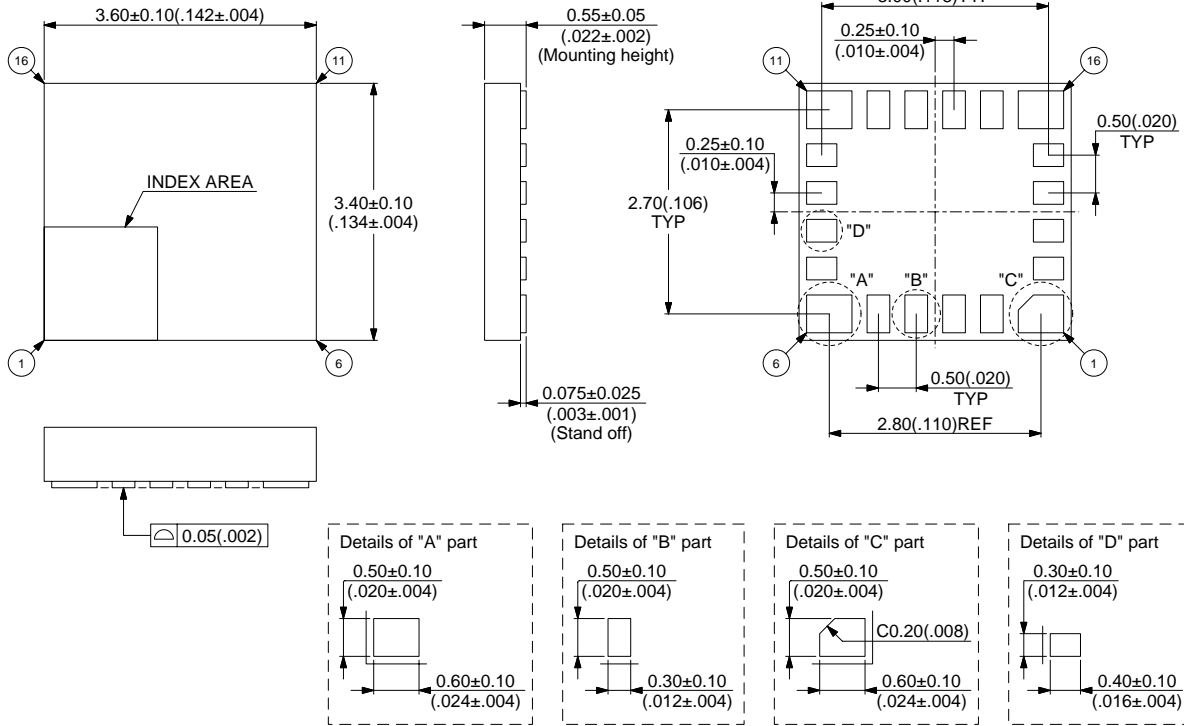 3.60±0.10(.142±.004)
0.55±0.05
(.022±.002)
(Mounting height)
0.25±0.10
(.010±.004)
16
11
11
16
0.50(.020)
TYP
0.25±0.10
(.010±.004)
INDEX AREA
3.40±0.10
(.134±.004)
2.70(.106)
TYP
"D"
"A"
"B"
"C"
1
6
6
1
0.50(.020)
TYP
0.075±0.025
(.003±.001)
(Stand off)
2.80(.110)REF
0.05(.002)
Details of "A" part
0.50±0.10
(.020±.004)
0.60±0.10
(.024±.004)
Details of "B" part
0.50±0.10
(.020±.004)
0.30±0.10
(.012±.004)
Details of "C" part
0.50±0.10
(.020±.004)
C0.20(.008)
0.60±0.10
(.024±.004)
Details of "D" part
0.30±0.10
(.012±.004)
0.40±0.10
(.016±.004)